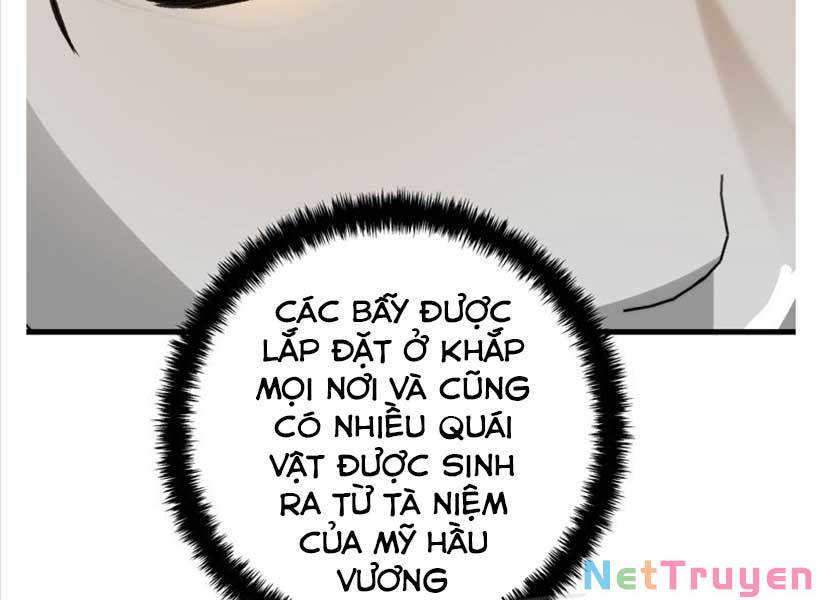 CÁC BẪY ĐƯỢC
LẮP ĐẶT Ở KHẮP
MỌI NƠI VÀ CŨNG
CÓ NHIỀU QUÁI
VẬT ĐƯỢC SINH
RA TỪ TÀ NIỆM
CỦA MỸ HẦU
VƯƠNG
NetTruyen